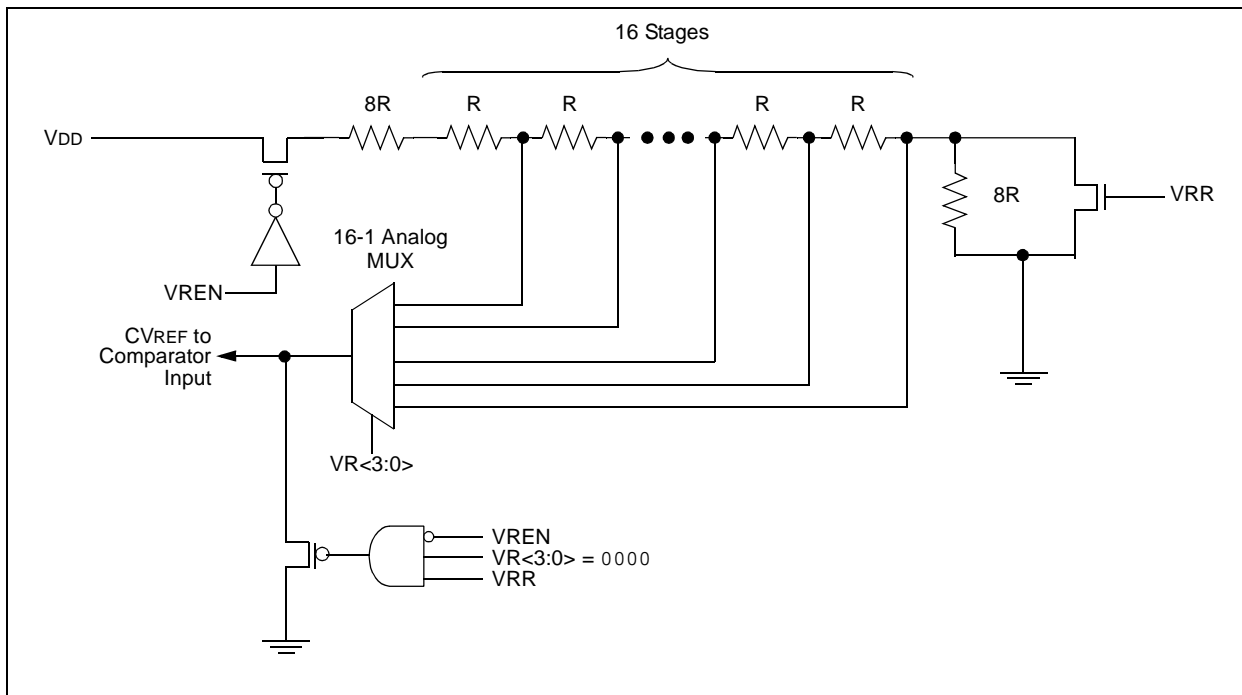 16 Stages
8R
R
R
R
R
VDD
8R
VRR
16-1 Analog
MUX
VREN
CVREF to
Comparator
Input
VR<3:0>
VREN
VR<3:0> = 0000
VRR